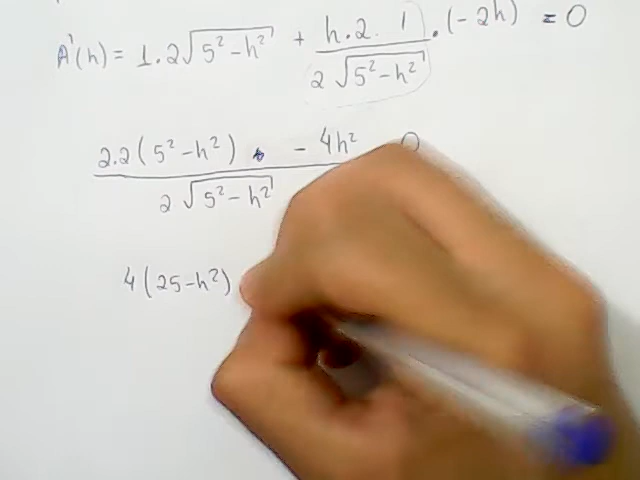 A'(h) = 1.2√(5²-h²) + h.2.1/(2√(5²-h²)) . (-2h) = 0
2.2(5²-h²) - 4h²/(2√(5²-h²)) 0
4(25-h²)